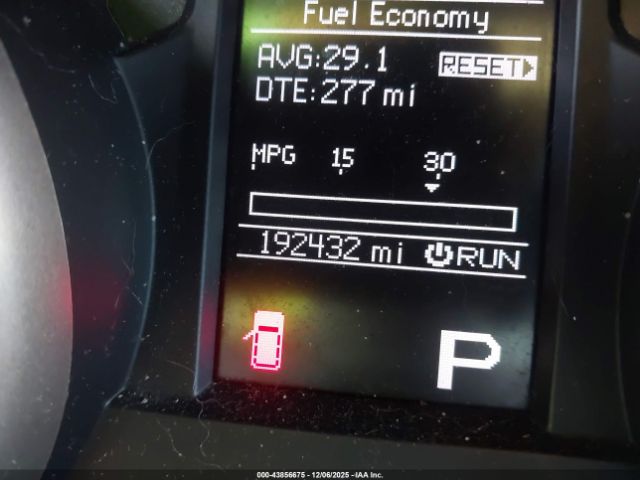 Fuel Economy
AVG:29.1 RESET
DTE:277 mi
MPG 15 30
192432 mi RUN
P
000-43856675 - 12/06/2025 - IAA Inc.